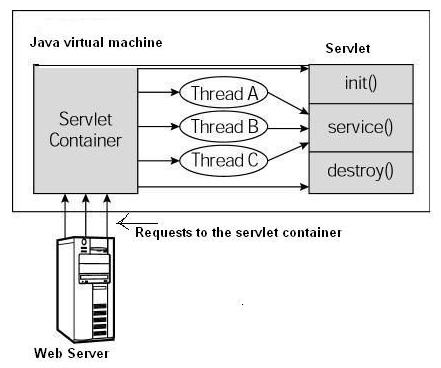 Java virtual machine
Servlet
Servlet
Container
Thread A
Thread B
Thread C
init()
service()
destroy()
Requests to the servlet container
Web Server